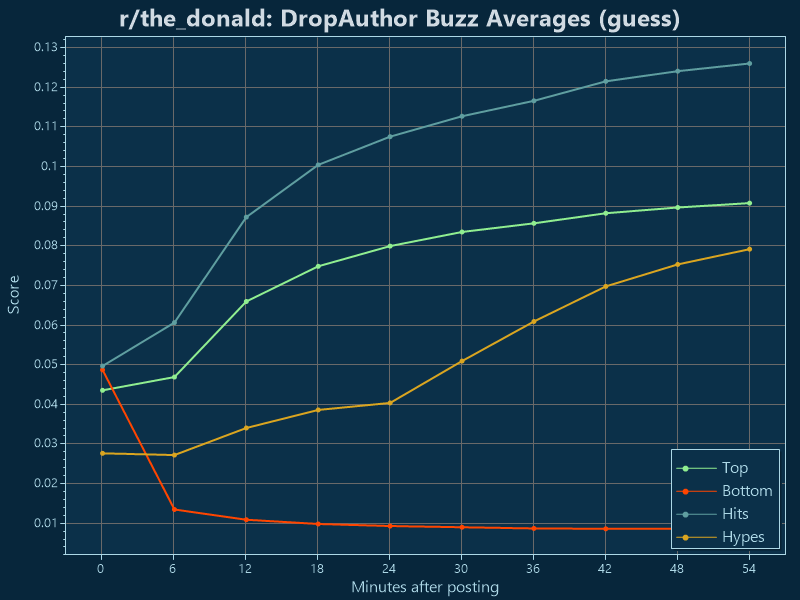 r/the_donald: DropAuthor Buzz Averages (guess)
0.13
0.12
0.11
0.1
0.09
0.08
0.07
0.06
0.05
0.04
0.03
0.02
0.01
Score
Top
Bottom
Hits
Hypes
0 6 12 18 24 30 36 42 48 54
Minutes after posting